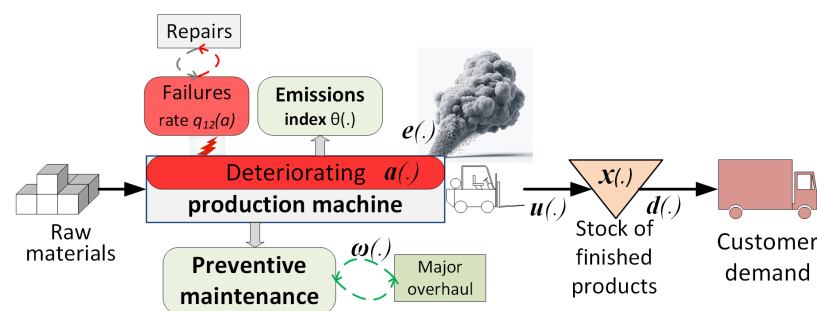 Repairs
Failures
rate q12(a)
Emissions
index θ(.)
e(.)
Deteriorating a(.)
production machine
Raw
materials
u(.)
x(.)
d(.)
Stock of
finished
products
Customer
demand
Preventive
maintenance
ω(.)
Major
overhaul